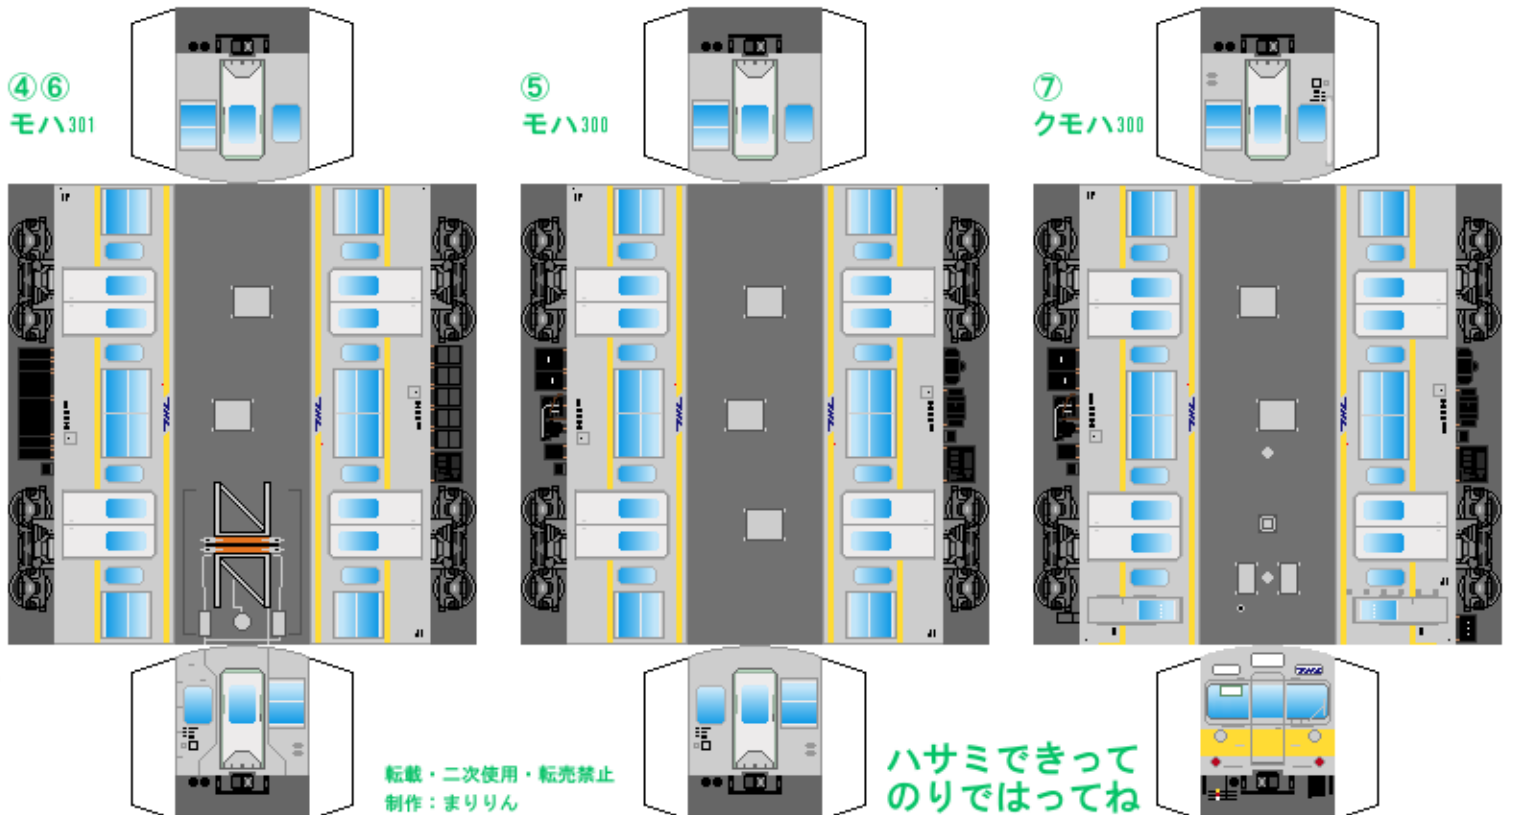 ④⑥
モハ301
⑤
モハ300
⑦
クモハ300
転載・二次使用・転売禁止
制作：まりりん
ハサミできって
のりではってね